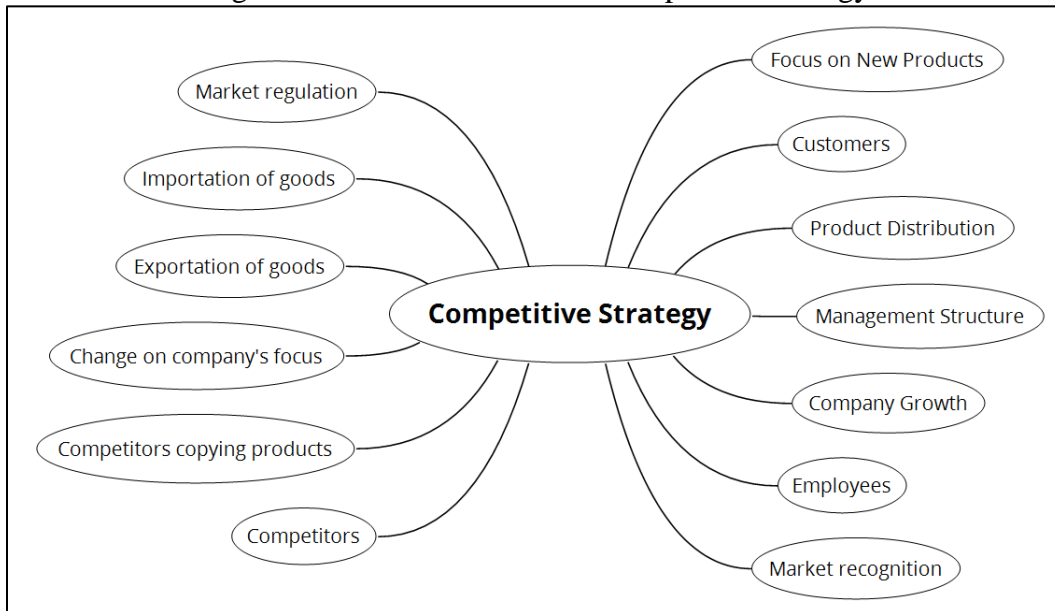 Market regulation
Importation of goods
Exportation of goods
Change on company's focus
Competitors copying products
Competitors
Competitive Strategy
Focus on New Products
Customers
Product Distribution
Management Structure
Company Growth
Employees
Market recognition